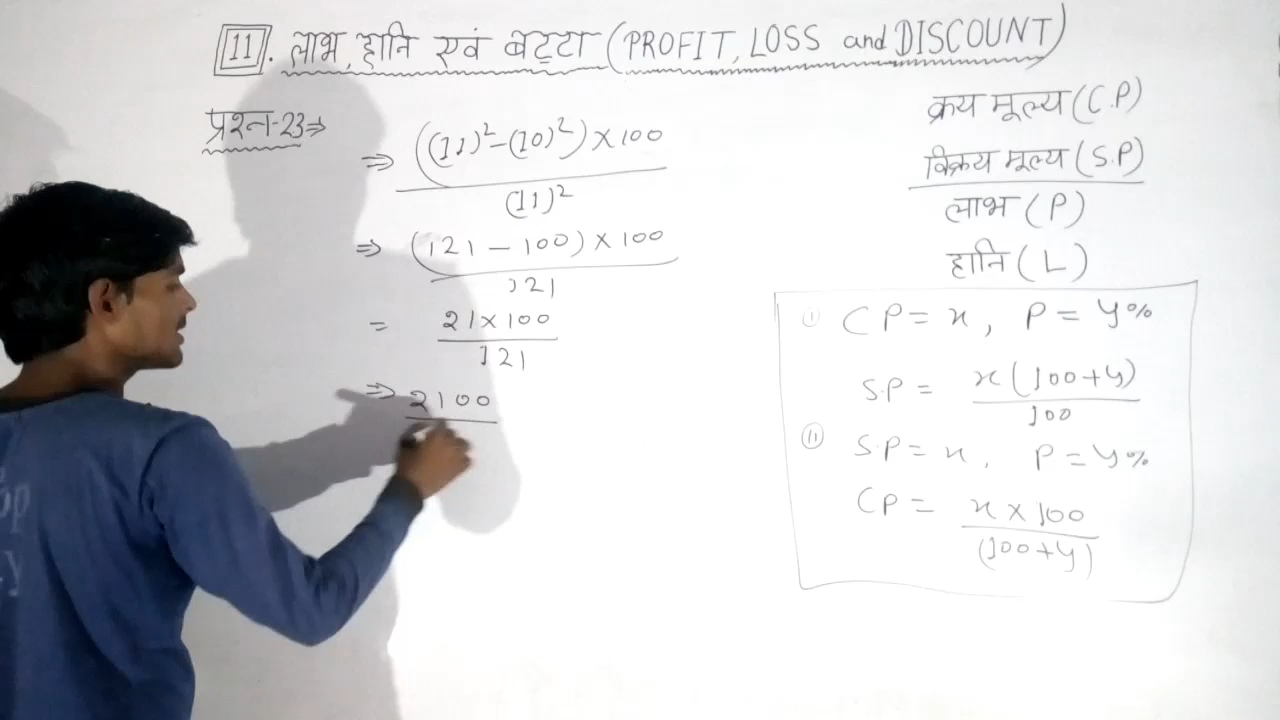 11. लाभ, हानि एवं बट्टा (PROFIT, LOSS and DISCOUNT)
प्रश्न-23⇒
⇒ ((11)²-(10)²)×100
(11)²
⇒ (121 - 100) × 100
121
= 21×100
121
⇒ 2100
क्रय मूल्य (C.P)
विक्रय मूल्य (S.P)
लाभ (P)
हानि (L)
(i) CP = x, P = y%
S.P = x(100+y)
100
(ii) S.P = x, P = y%
CP = x × 100
(100+y)